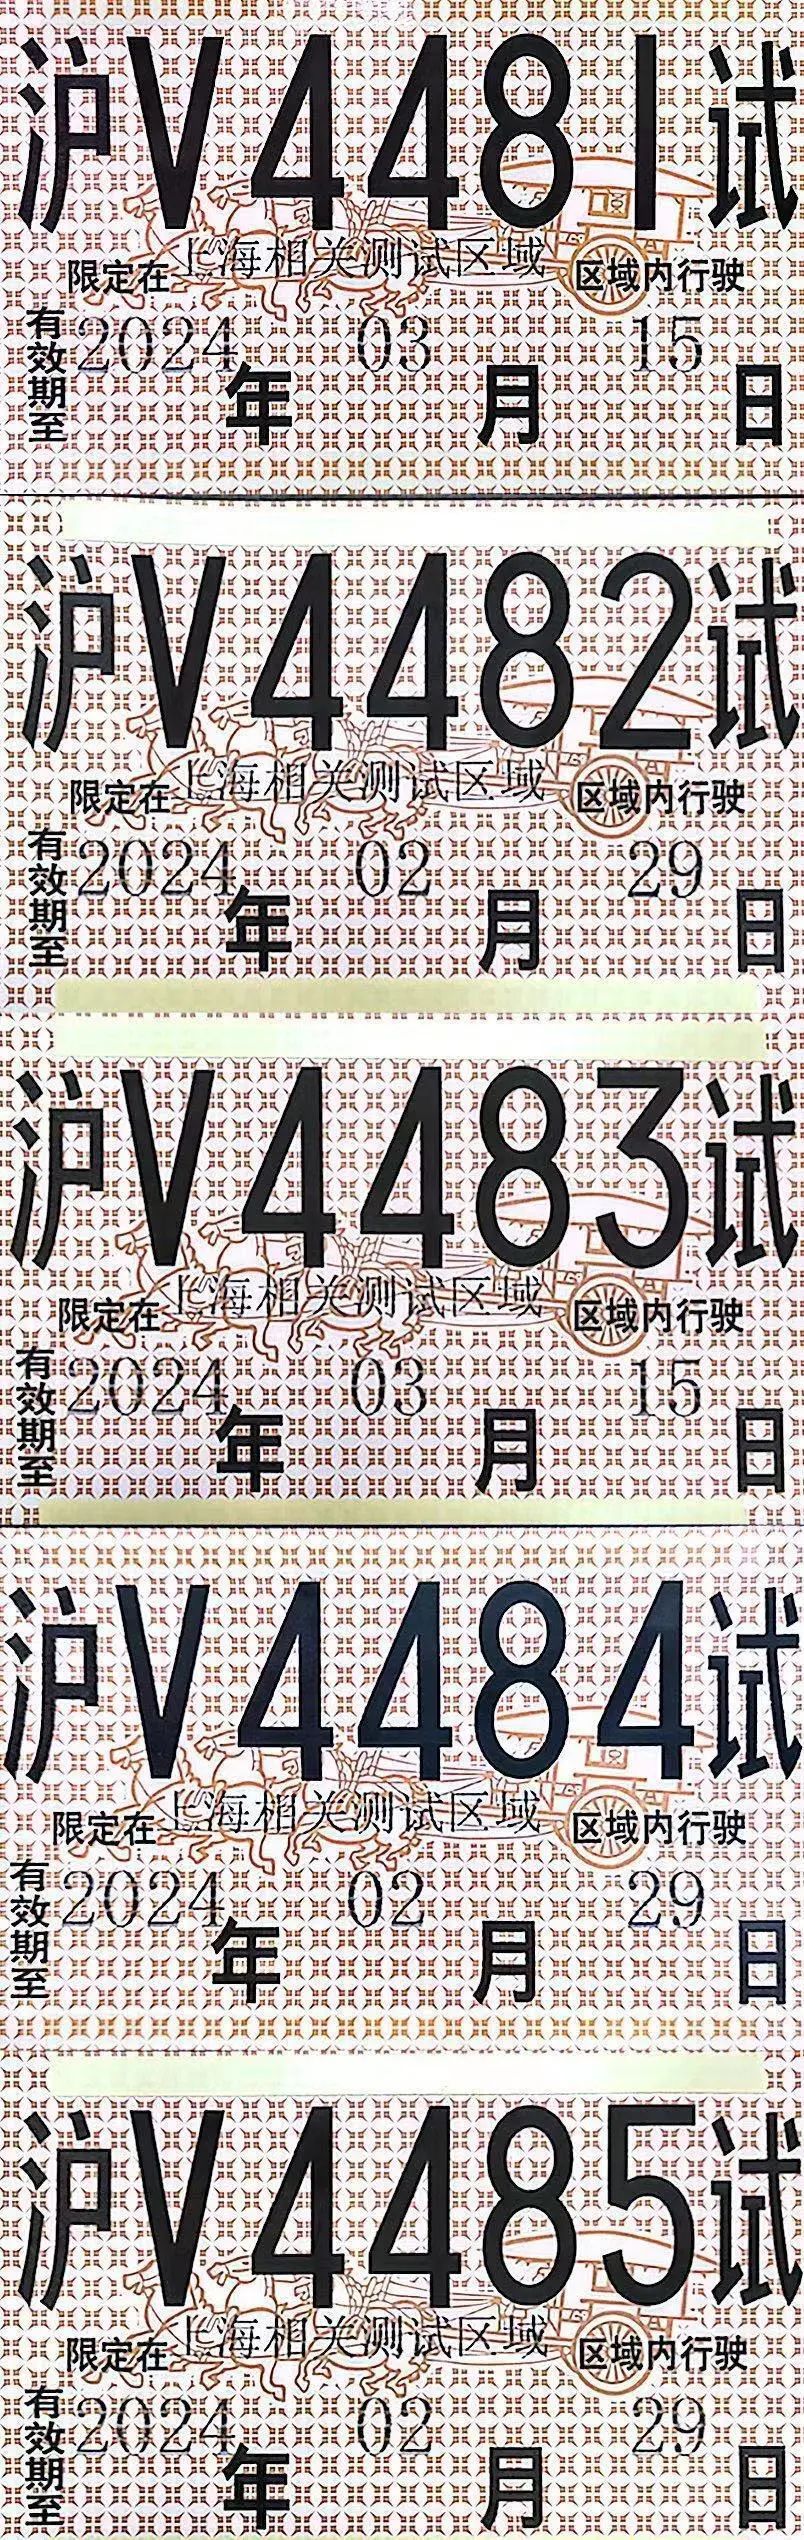 沪V4481试
限定在上海相关测试区域 区域内行驶
有效期至 2024年 03月 15日
沪V4482试
限定在上海相关测试区域 区域内行驶
有效期至 2024年 02月 29日
沪V4483试
限定在上海相关测试区域 区域内行驶
有效期至 2024年 03月 15日
沪V4484试
限定在上海相关测试区域 区域内行驶
有效期至 2024年 02月 29日
沪V4485试
限定在上海相关测试区域 区域内行驶
有效期至 2024年 02月 29日